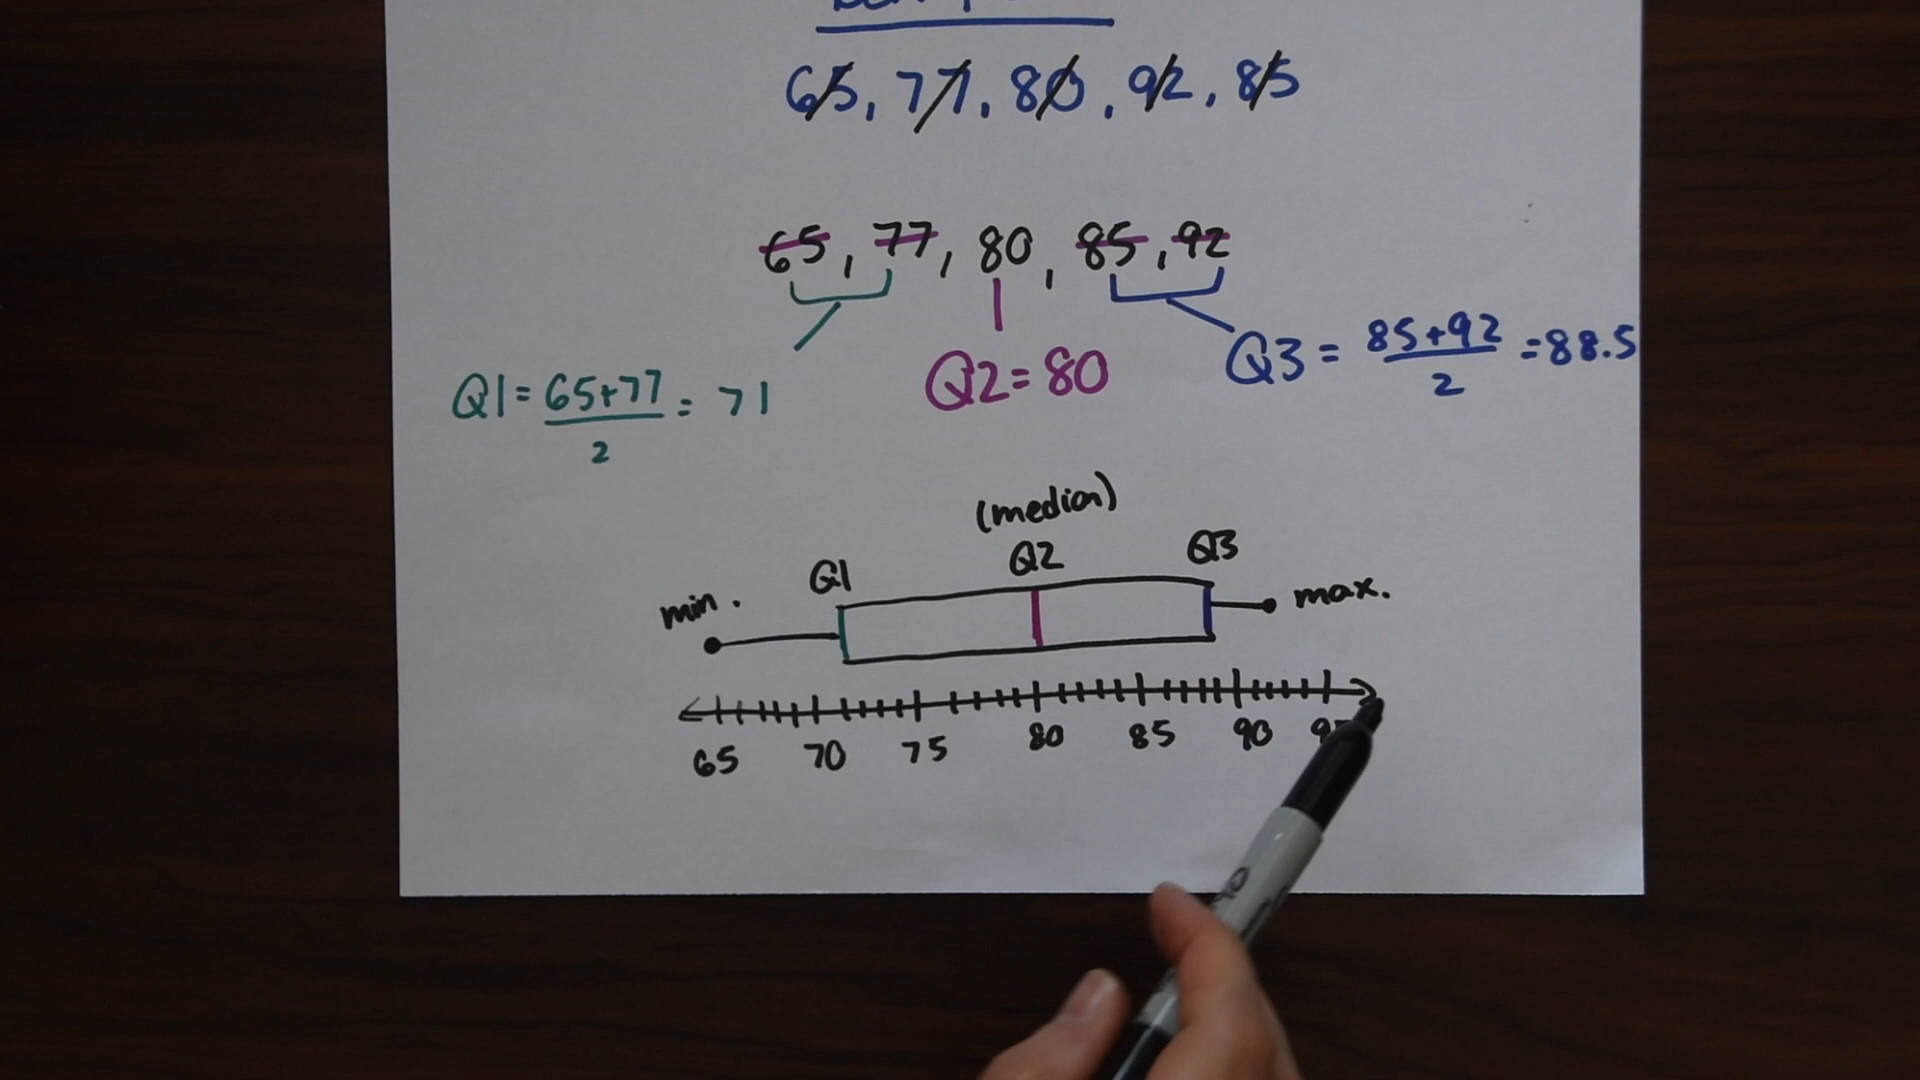 65, 77, 80, 92, 85
65, 77, 80, 85, 92
Q1 = 65+77 / 2 = 71
Q2 = 80
Q3 = 85+92 / 2 = 88.5
(median)
min. Q1 Q2 Q3 max.
65 70 75 80 85 90 95